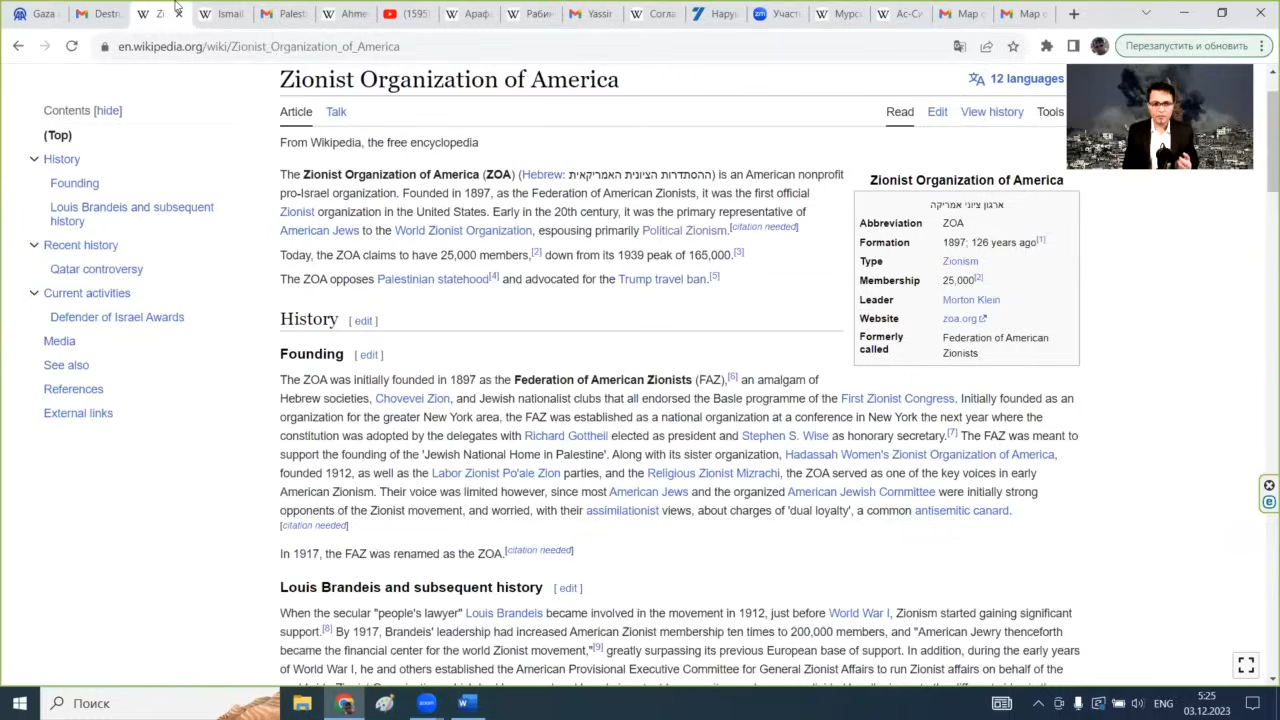 Gaza
Destru
Zi
Ismail
Palest
Ahme
(1595)
Арафа
Рабин
Yassir
Согла
Наруш
Участ
Мурса
Ас-Си
Map o
Map o
en.wikipedia.org/wiki/Zionist_Organization_of_America
Перезапустить и обновить
Zionist Organization of America
12 languages
Contents [hide]
Article Talk
Read Edit View history Tools
(Top)
From Wikipedia, the free encyclopedia
History
Founding
Louis Brandeis and subsequent
history
Recent history
Qatar controversy
Current activities
Defender of Israel Awards
Media
See also
References
External links
The Zionist Organization of America (ZOA) (Hebrew: ההסתדרות הציונית האמריקאית) is an American nonprofit
pro-Israel organization. Founded in 1897, as the Federation of American Zionists, it was the first official
Zionist organization in the United States. Early in the 20th century, it was the primary representative of
American Jews to the World Zionist Organization, espousing primarily Political Zionism.[citation needed]
Today, the ZOA claims to have 25,000 members,[2] down from its 1939 peak of 165,000.[3]
The ZOA opposes Palestinian statehood[4] and advocated for the Trump travel ban.[5]
Zionist Organization of America
ארגון ציוני אמריקה
Abbreviation ZOA
Formation 1897; 126 years ago[1]
Type Zionism
Membership 25,000[2]
Leader Morton Klein
Website zoa.org
Formerly
called
Federation of American
Zionists
History [ edit ]
Founding [ edit ]
The ZOA was initially founded in 1897 as the Federation of American Zionists (FAZ),[6] an amalgam of
Hebrew societies, Chovevei Zion, and Jewish nationalist clubs that all endorsed the Basle programme of the First Zionist Congress. Initially founded as an
organization for the greater New York area, the FAZ was established as a national organization at a conference in New York the next year where the
constitution was adopted by the delegates with Richard Gottheil elected as president and Stephen S. Wise as honorary secretary.[7] The FAZ was meant to
support the founding of the 'Jewish National Home in Palestine'. Along with its sister organization, Hadassah Women's Zionist Organization of America,
founded 1912, as well as the Labor Zionist Po'ale Zion parties, and the Religious Zionist Mizrachi, the ZOA served as one of the key voices in early
American Zionism. Their voice was limited however, since most American Jews and the organized American Jewish Committee were initially strong
opponents of the Zionist movement, and worried, with their assimilationist views, about charges of 'dual loyalty', a common antisemitic canard.
[citation needed]
In 1917, the FAZ was renamed as the ZOA.[citation needed]
Louis Brandeis and subsequent history [ edit ]
When the secular "people's lawyer" Louis Brandeis became involved in the movement in 1912, just before World War I, Zionism started gaining significant
support.[8] By 1917, Brandeis' leadership had increased American Zionist membership ten times to 200,000 members, and "American Jewry thenceforth
became the financial center for the world Zionist movement,"[9] greatly surpassing its previous European base of support. In addition, during the early years
of World War I, he and others established the American Provisional Executive Committee for General Zionist Affairs to run Zionist affairs on behalf of the
Поиск
zoom
ENG
5:25
03.12.2023